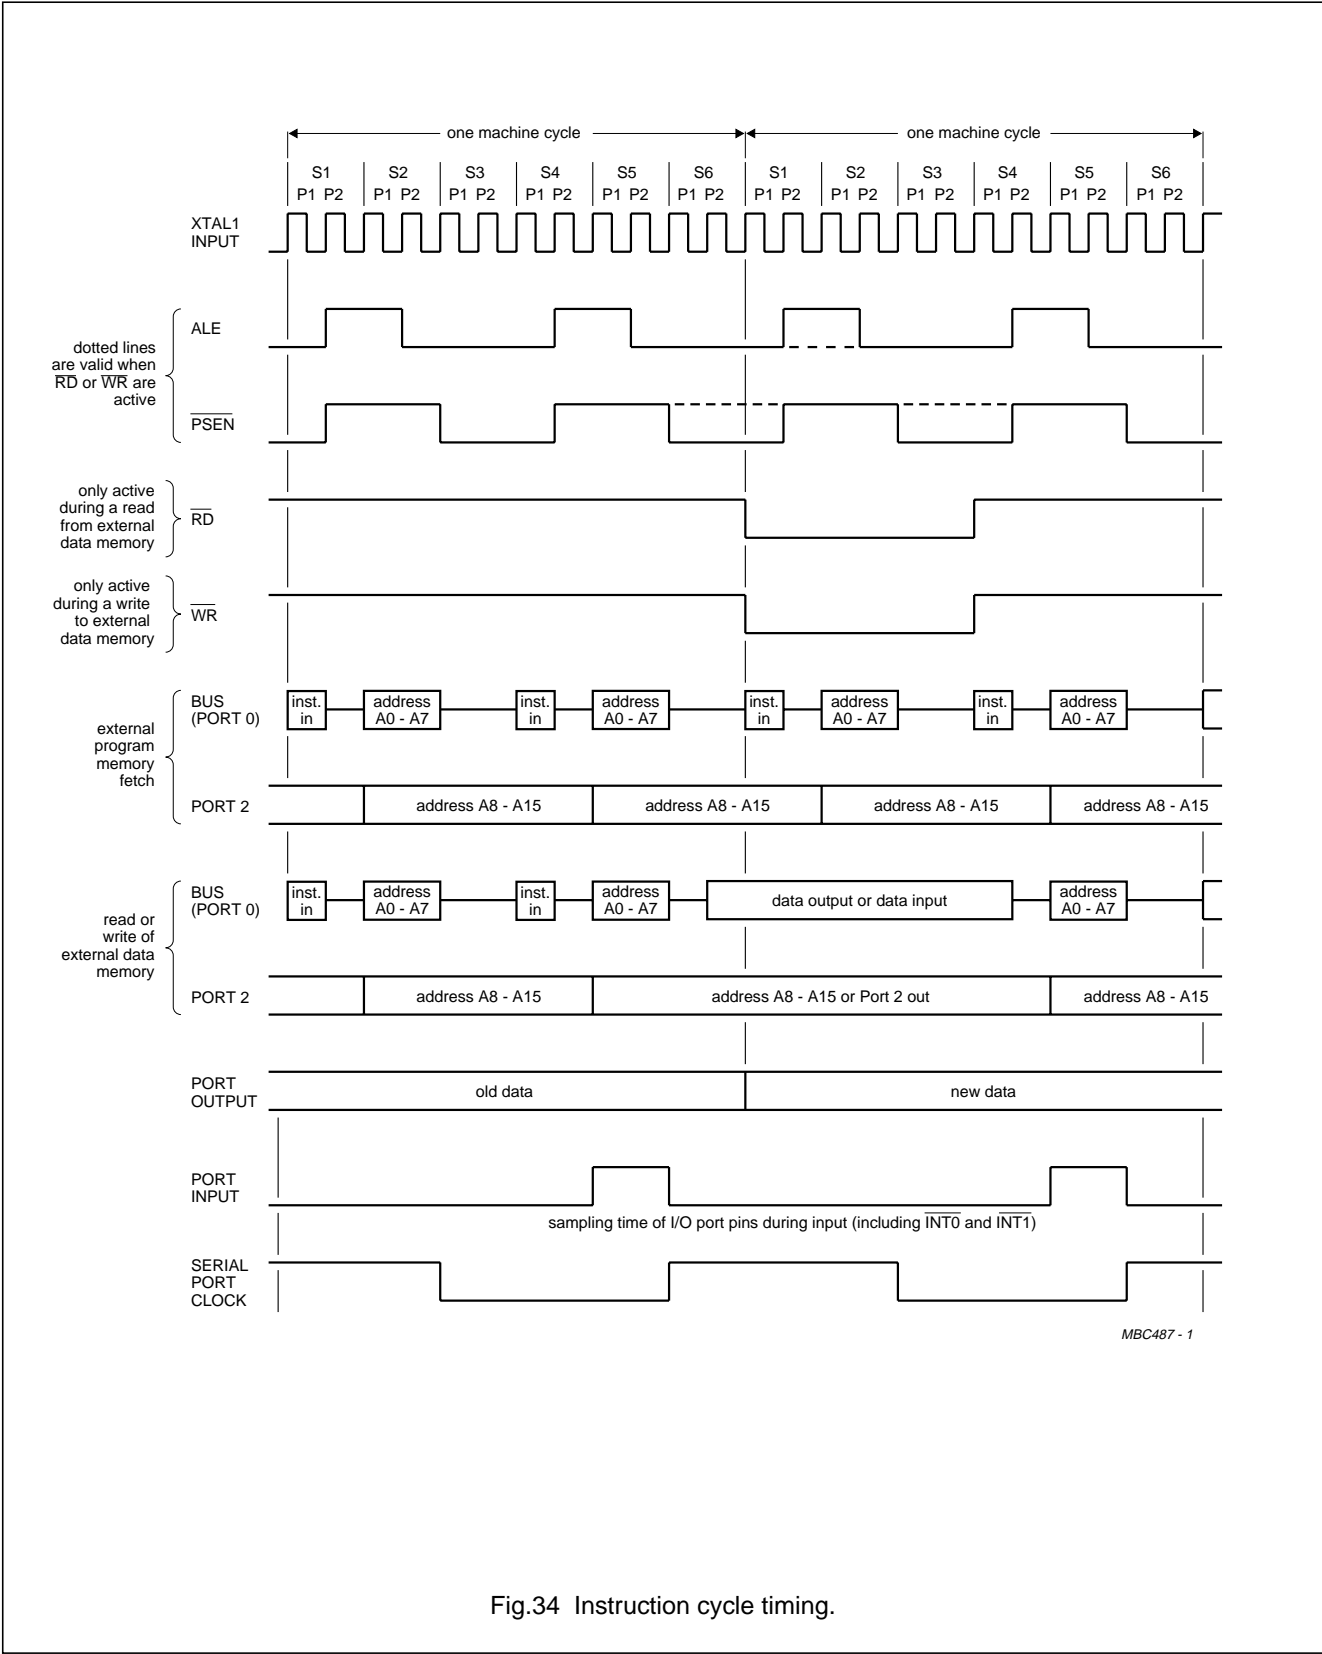 one machine cycle one machine cycle
S1 S2 S3 S4 S5 S6 S1 S2 S3 S4 S5 S6
P1 P2 P1 P2 P1 P2 P1 P2 P1 P2 P1 P2 P1 P2 P1 P2 P1 P2 P1 P2 P1 P2 P1 P2
XTAL1
INPUT
dotted lines
are valid when
RD or WR are
active
ALE
PSEN
only active
during a read
from external
data memory
RD
only active
during a write
to external
data memory
WR
external
program
memory
fetch
BUS
(PORT 0)
inst.
in
address
A0 - A7
inst.
in
address
A0 - A7
inst.
in
address
A0 - A7
inst.
in
address
A0 - A7
PORT 2
address A8 - A15 address A8 - A15 address A8 - A15 address A8 - A15
read or
write of
external data
memory
BUS
(PORT 0)
inst.
in
address
A0 - A7
inst.
in
address
A0 - A7
data output or data input
address
A0 - A7
PORT 2
address A8 - A15 address A8 - A15 or Port 2 out address A8 - A15
PORT
OUTPUT
old data new data
PORT
INPUT
sampling time of I/O port pins during input (including INT0 and INT1)
SERIAL
PORT
CLOCK
MBC487 - 1
Fig.34 Instruction cycle timing.